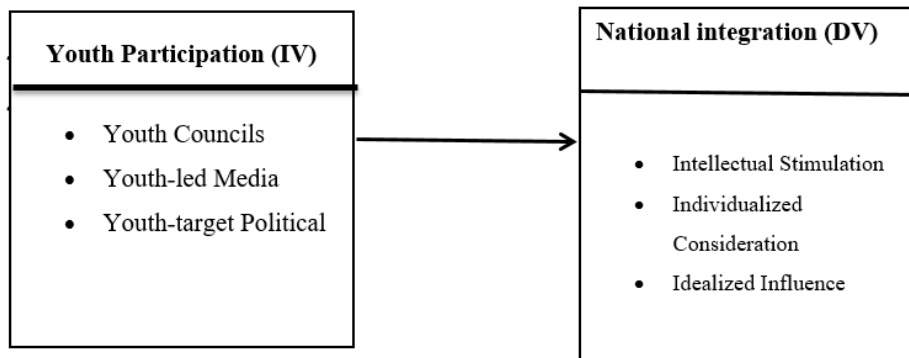 Youth Participation (IV)
• Youth Councils
• Youth-led Media
• Youth-target Political
National integration (DV)
• Intellectual Stimulation
• Individualized
Consideration
• Idealized Influence